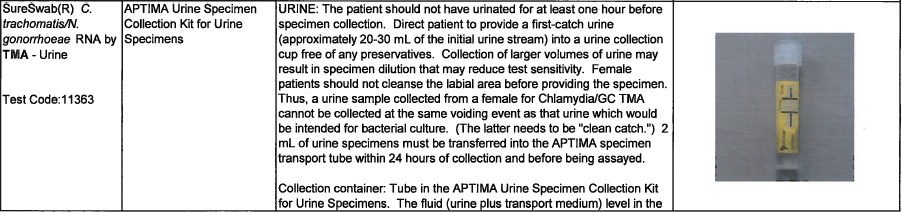 SureSwab(R) C.
trachomatis/N.
gonorrhoeae RNA by
TMA - Urine
Test Code:11363
APTIMA Urine Specimen
Collection Kit for Urine
Specimens
URINE: The patient should not have urinated for at least one hour before
specimen collection. Direct patient to provide a first-catch urine
(approximately 20-30 mL of the initial urine stream) into a urine collection
cup free of any preservatives. Collection of larger volumes of urine may
result in specimen dilution that may reduce test sensitivity. Female
patients should not cleanse the labial area before providing the specimen.
Thus, a urine sample collected from a female for Chlamydia/GC TMA
cannot be collected at the same voiding event as that urine which would
be intended for bacterial culture. (The latter needs to be "clean catch.") 2
mL of urine specimens must be transferred into the APTIMA specimen
transport tube within 24 hours of collection and before being assayed.
Collection container: Tube in the APTIMA Urine Specimen Collection Kit
for Urine Specimens. The fluid (urine plus transport medium) level in the